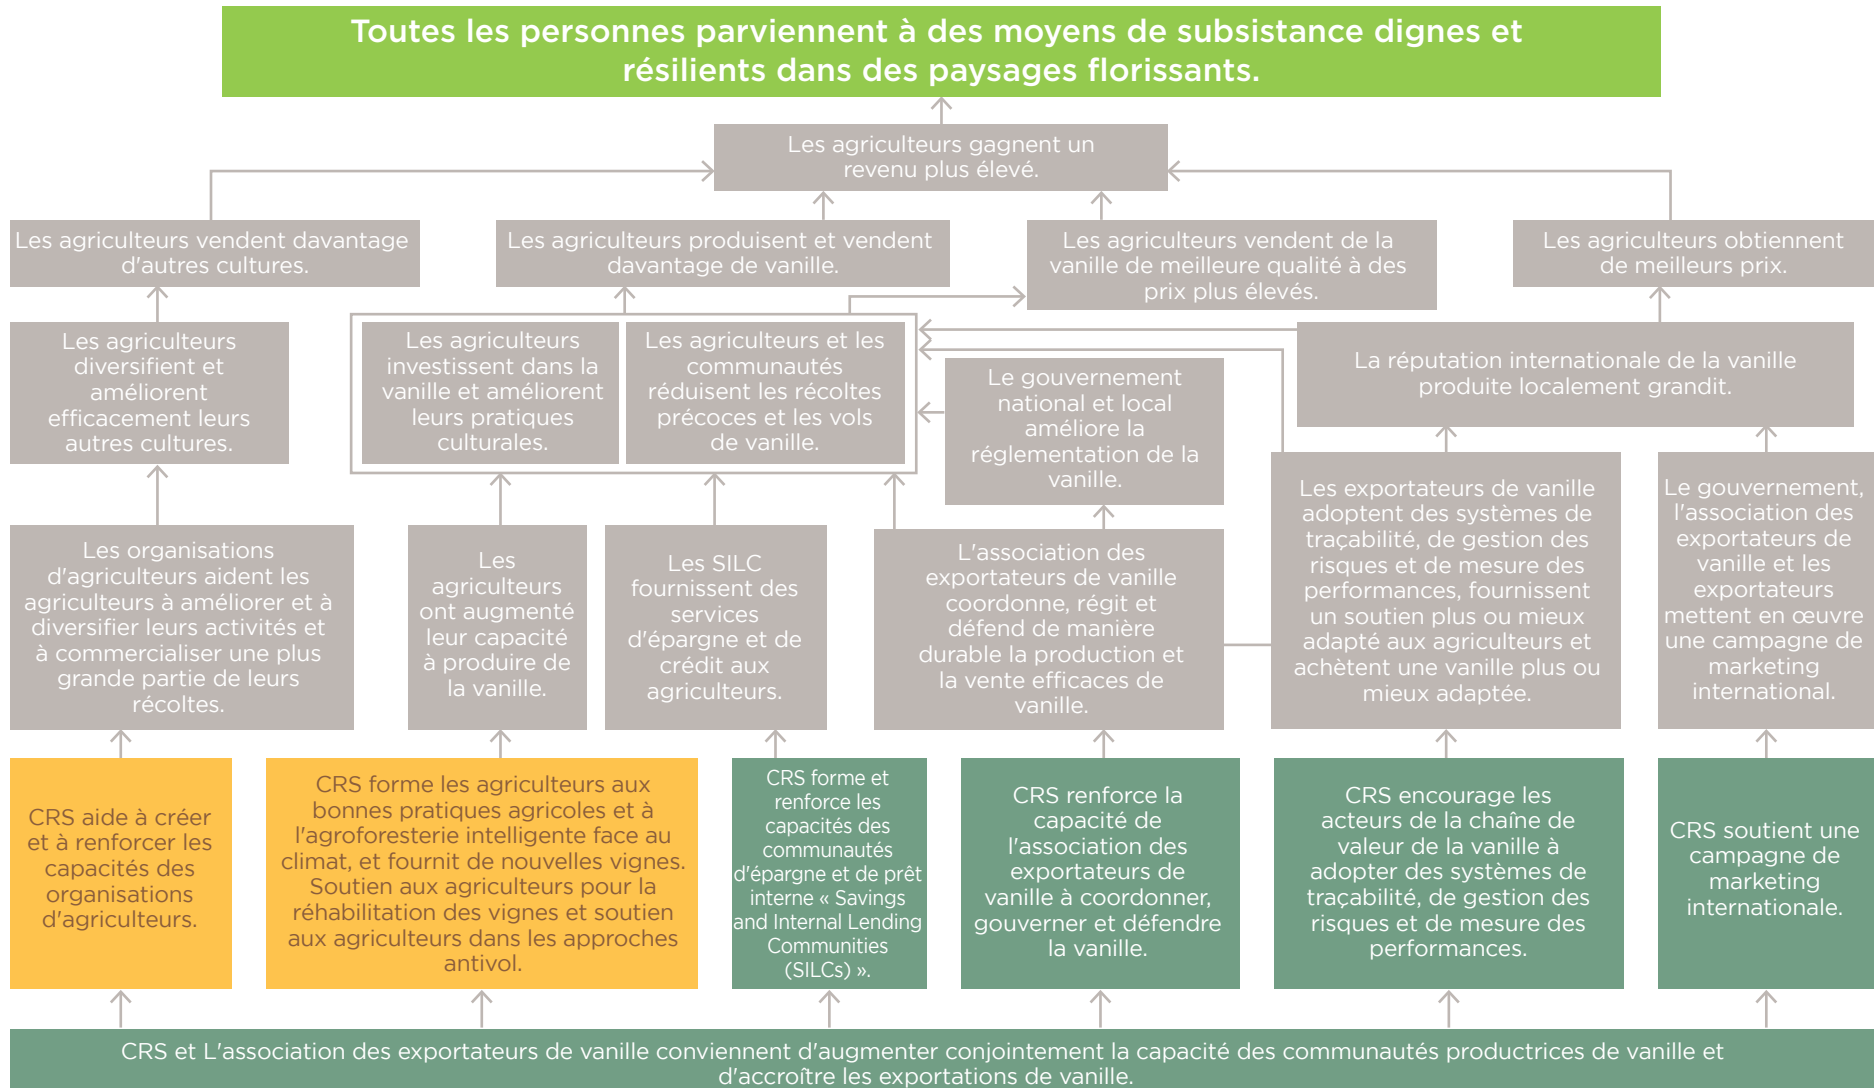 Toutes les personnes parviennent à des moyens de subsistance dignes et
résilients dans des paysages florissants.
Les agriculteurs gagnent un
revenu plus élevé.
Les agriculteurs vendent davantage
d'autres cultures.
Les agriculteurs produisent et vendent
davantage de vanille.
Les agriculteurs vendent de la
vanille de meilleure qualité à des
prix plus élevés.
Les agriculteurs obtiennent
de meilleurs prix.
Les agriculteurs
diversifient et
améliorent
efficacement leurs
autres cultures.
Les agriculteurs
investissent dans la
vanille et améliorent
leurs pratiques
culturales.
Les agriculteurs et les
communautés
réduisent les récoltes
précoces et les vols
de vanille.
Le gouvernement
national et local
améliore la
réglementation de la
vanille.
La réputation internationale de la vanille
produite localement grandit.
Les organisations
d'agriculteurs aident les
agriculteurs à améliorer et à
diversifier leurs activités et
à commercialiser une plus
grande partie de leurs
récoltes.
Les
agriculteurs
ont augmenté
leur capacité
à produire de
la vanille.
Les SILC
fournissent des
services
d'épargne et de
crédit aux
agriculteurs.
L'association des
exportateurs de vanille
coordonne, régit et
défend de manière
durable la production et
la vente efficaces de
vanille.
Les exportateurs de vanille
adoptent des systèmes de
traçabilité, de gestion des
risques et de mesure des
performances, fournissent
un soutien plus ou mieux
adapté aux agriculteurs et
achètent une vanille plus ou
mieux adaptée.
Le gouvernement,
l'association des
exportateurs de
vanille et les
exportateurs
mettent en œuvre
une campagne de
marketing
international.
CRS aide à créer
et à renforcer les
capacités des
organisations
d'agriculteurs.
CRS forme les agriculteurs aux
bonnes pratiques agricoles et à
l'agroforesterie intelligente face au
climat, et fournit de nouvelles vignes.
Soutien aux agriculteurs pour la
réhabilitation des vignes et soutien
aux agriculteurs dans les approches
antivol.
CRS forme et
renforce les
capacités des
communautés
d'épargne et de prêt
interne « Savings
and Internal Lending
Communities
(SILCs) ».
CRS renforce la
capacité de
l'association des
exportateurs de
vanille à coordonner,
gouverner et défendre
la vanille.
CRS encourage les
acteurs de la chaîne de
valeur de la vanille à
adopter des systèmes de
traçabilité, de gestion des
risques et de mesure des
performances.
CRS soutient une
campagne de
marketing
internationale.
CRS et L'association des exportateurs de vanille conviennent d'augmenter conjointement la capacité des communautés productrices de vanille et
d'accroître les exportations de vanille.